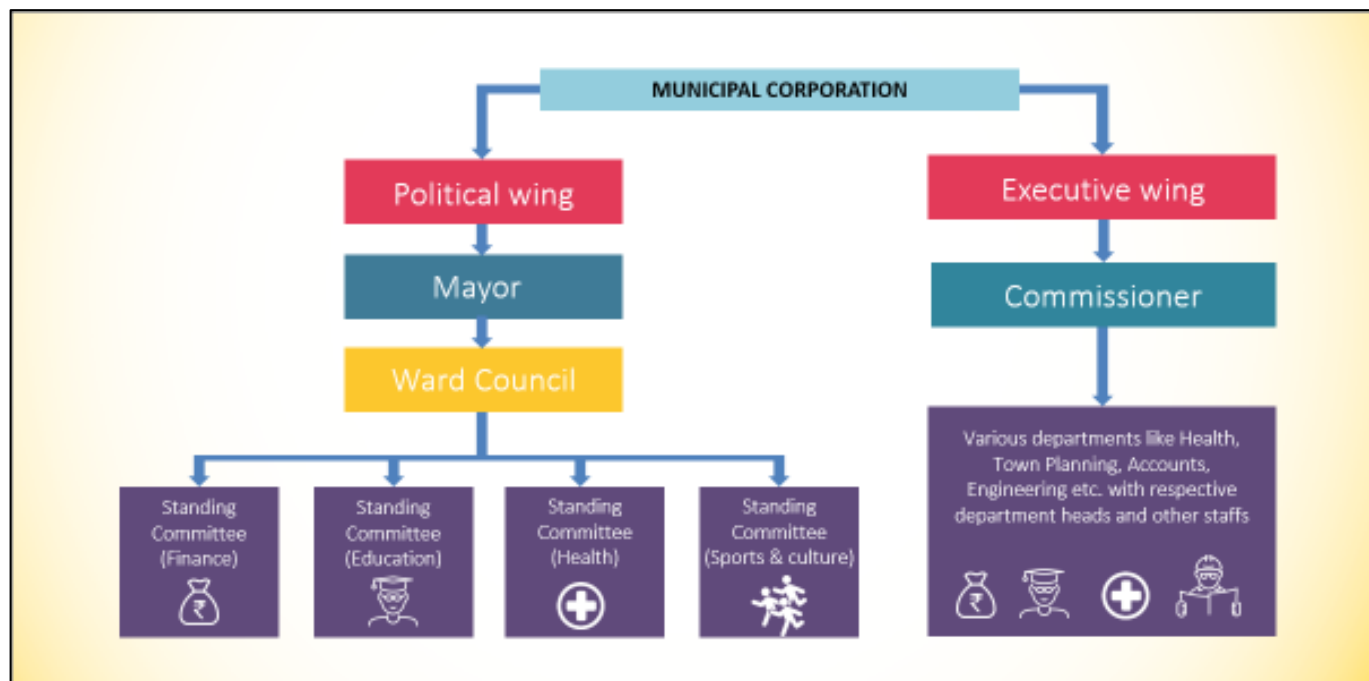 MUNICIPAL CORPORATION
Political wing
Executive wing
Mayor
Commissioner
Ward Council
Various departments like Health,
Town Planning, Accounts,
Engineering etc. with respective
department heads and other staffs
Standing
Committee
(Finance)
₹
Standing
Committee
(Education)
Standing
Committee
(Health)
Standing
Committee
(Sports & culture)
₹